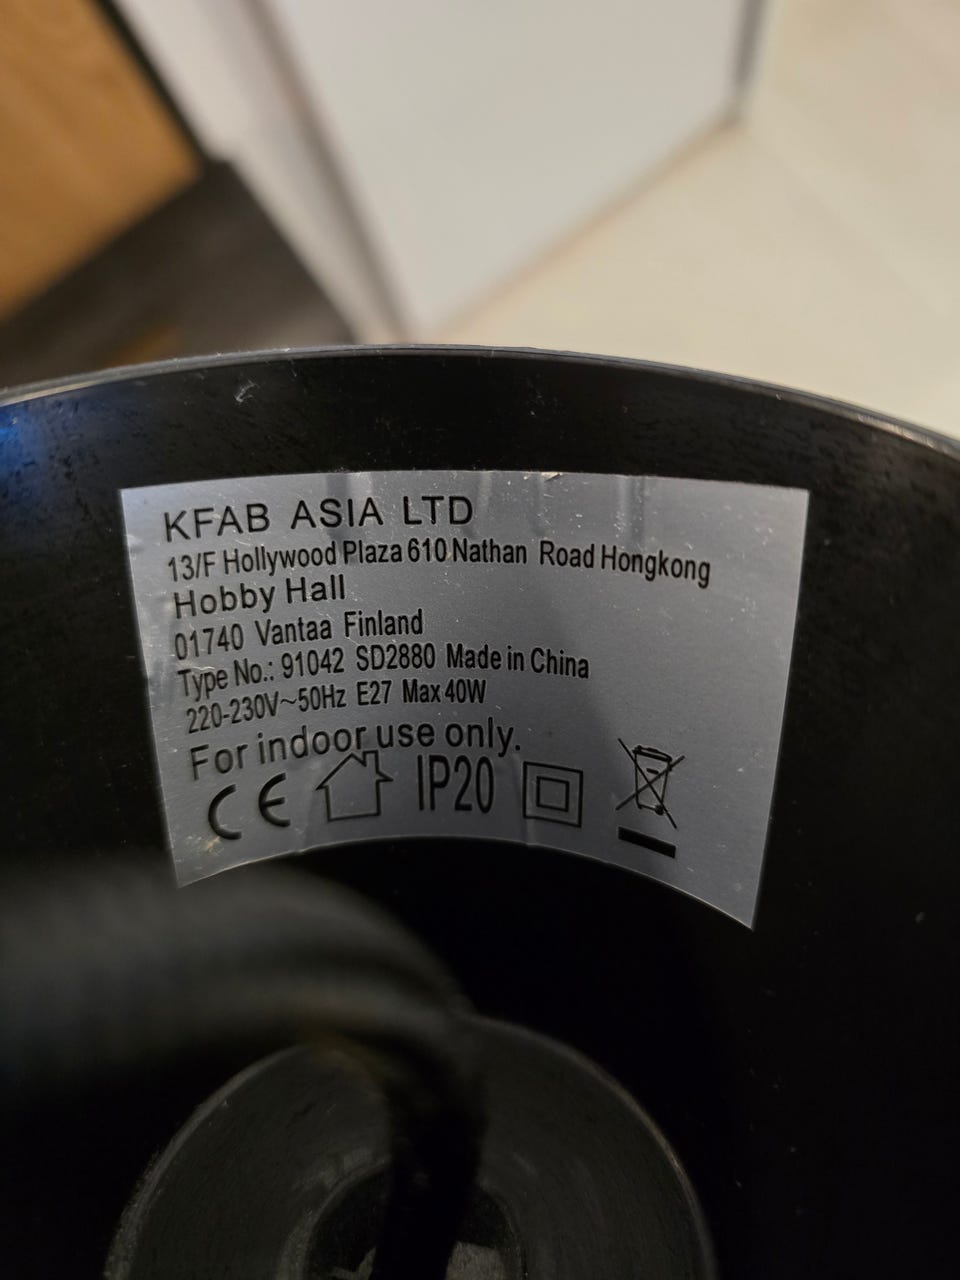 KFAB ASIA LTD
13/F Hollywood Plaza 610 Nathan Road Hongkong
Hobby Hall
01740 Vantaa Finland
Type No.: 91042 SD2880 Made in China
220-230V~50Hz E27 Max 40W
For indoor use only.
CE IP20